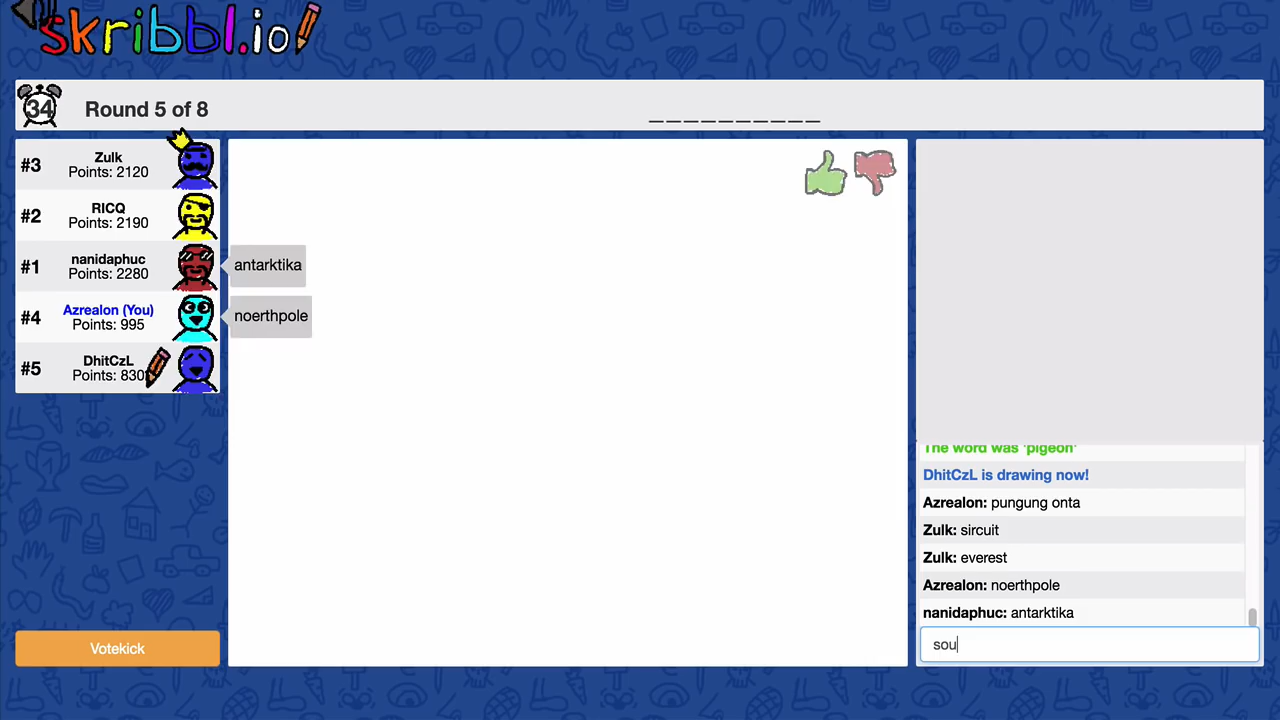 skribbl.io
34
Round 5 of 8
__________
#3
Zulk
Points: 2120
#2
RICQ
Points: 2190
#1
nanidaphuc
Points: 2280
#4
Azrealon (You)
Points: 995
#5
DhitCzL
Points: 830
antarktika
noerthpole
The word was 'pigeon'
DhitCzL is drawing now!
Azrealon: pungung onta
Zulk: sircuit
Zulk: everest
Azrealon: noerthpole
nanidaphuc: antarktika
sou
Votekick